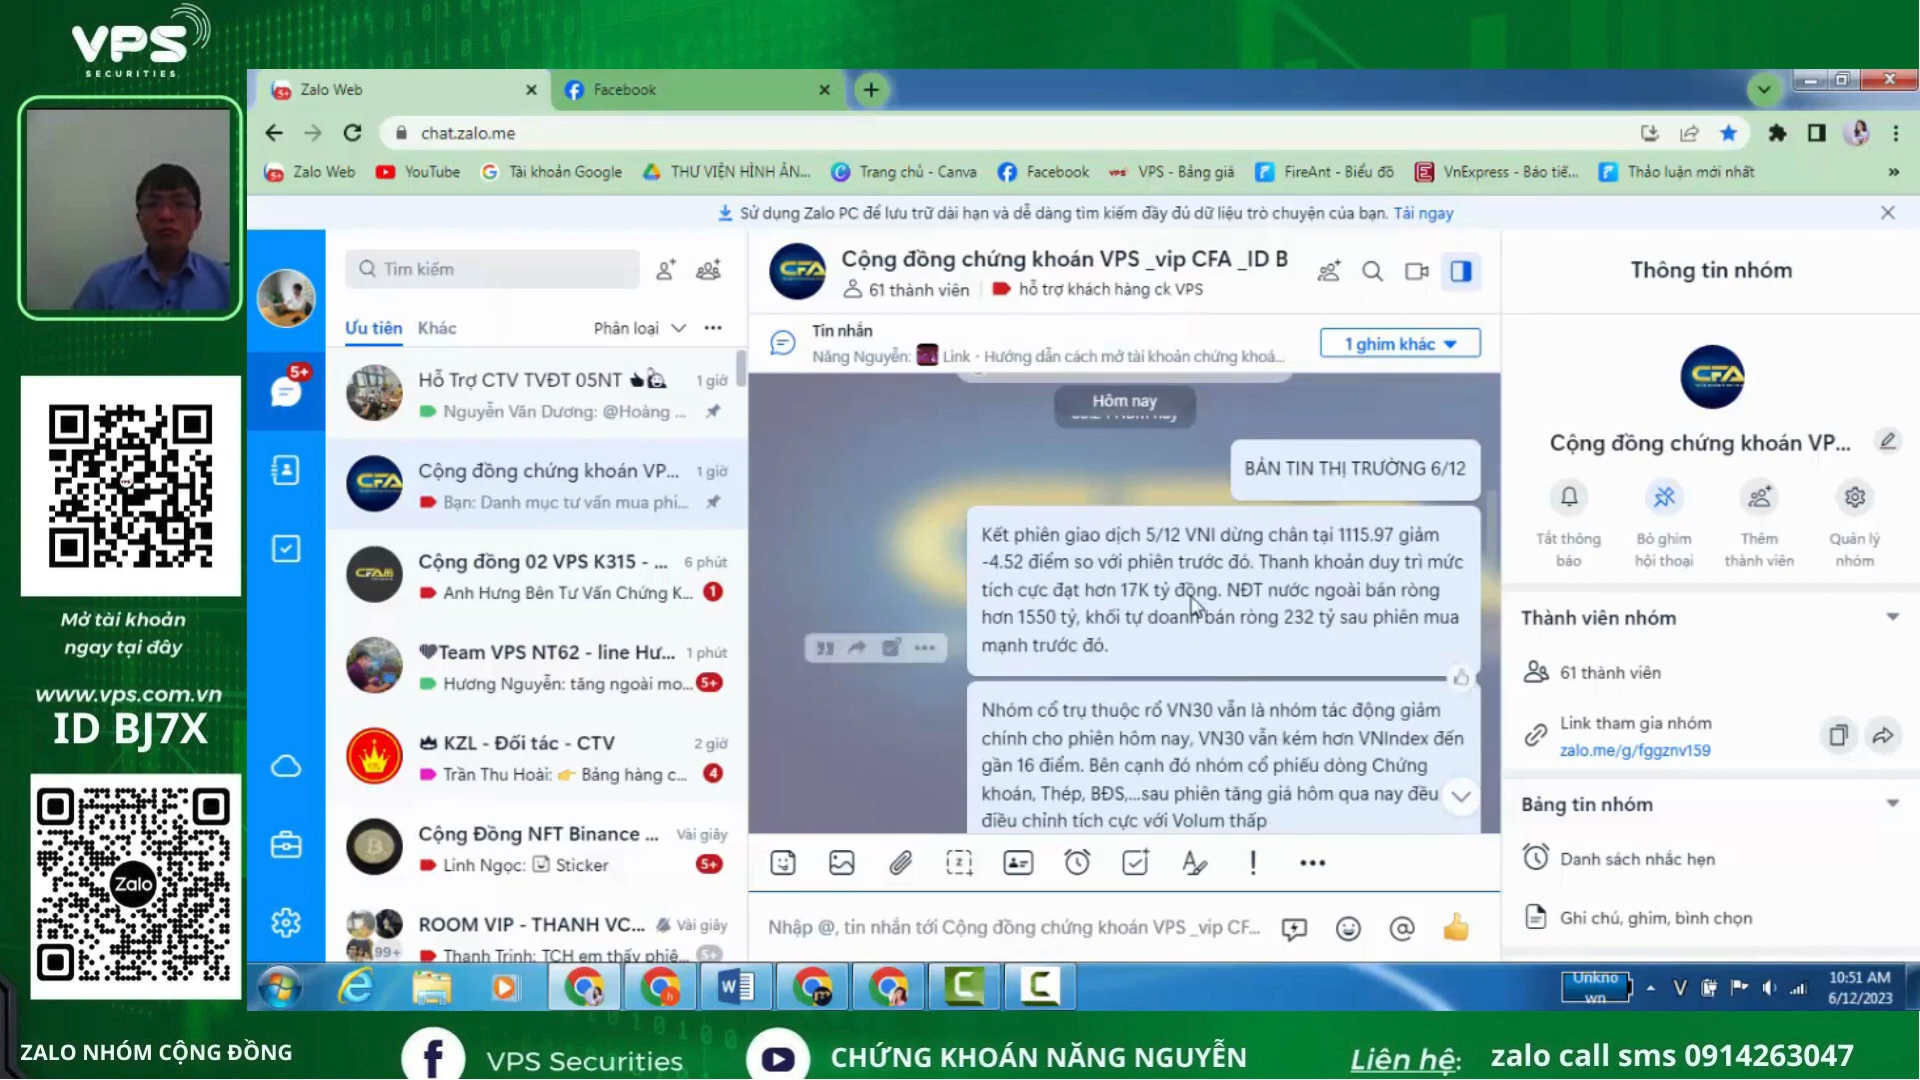 VPS
SECURITIES
Mở tài khoản
ngay tại đây
www.vps.com.vn
ID BJ7X
Zalo
Zalo Web
Facebook
chat.zalo.me
Zalo Web
YouTube
Tài khoản Google
THƯ VIỆN HÌNH ẢN...
Trang chủ - Canva
Facebook
VPS - Bảng giá
FireAnt - Biểu đồ
VnExpress - Báo tiế...
Thảo luận mới nhất
Sử dụng Zalo PC để lưu trữ dài hạn và dễ dàng tìm kiếm đầy đủ dữ liệu trò chuyện của bạn. Tải ngay
5+
Tìm kiếm
Ưu tiên
Khác
Phân loại
Hỗ Trợ CTV TVĐT 05NT
1 giờ
Nguyễn Văn Dương: @Hoàng ...
Cộng đồng chứng khoán VP...
1 giờ
Bạn: Danh mục tư vấn mua phi...
Cộng đồng 02 VPS K315 - ...
6 phút
Anh Hưng Bên Tư Vấn Chứng K...
1
Team VPS NT62 - line Hư...
1 phút
Hương Nguyễn: tăng ngoài mo...
5+
KZL - Đối tác - CTV
2 giờ
Trần Thu Hoài: 👉 Bảng hàng c...
4
Cộng Đồng NFT Binance ...
Vài giây
Linh Ngọc: Sticker
5+
ROOM VIP - THANH VC...
Vài giây
99+
Thanh Trinh: TCH em thấy phiê...
5+
CFA
Cộng đồng chứng khoán VPS _vip CFA _ID B
61 thành viên
hỗ trợ khách hàng ck VPS
Tin nhắn
Năng Nguyễn: Link - Hướng dẫn cách mở tài khoản chứng khoá...
1 ghim khác
Hôm nay
BẢN TIN THỊ TRƯỜNG 6/12
Kết phiên giao dịch 5/12 VNI dừng chân tại 1115.97 giảm
-4.52 điểm so với phiên trước đó. Thanh khoản duy trì mức
tích cực đạt hơn 17K tỷ đồng. NĐT nước ngoài bán ròng
hơn 1550 tỷ, khối tự doanh bán ròng 232 tỷ sau phiên mua
mạnh trước đó.
Nhóm cổ trụ thuộc rổ VN30 vẫn là nhóm tác động giảm
chính cho phiên hôm nay, VN30 vẫn kém hơn VNIndex đến
gần 16 điểm. Bên cạnh đó nhóm cổ phiếu dòng Chứng
khoán, Thép, BĐS,...sau phiên tăng giá hôm qua nay đều
điều chỉnh tích cực với Volum thấp
Nhập @, tin nhắn tới Cộng đồng chứng khoán VPS _vip CF...
Thông tin nhóm
CFA
Cộng đồng chứng khoán VP...
Tắt thông
báo
Bỏ ghim
hội thoại
Thêm
thành viên
Quản lý
nhóm
Thành viên nhóm
61 thành viên
Link tham gia nhóm
zalo.me/g/fggznv159
Bảng tin nhóm
Danh sách nhắc hẹn
Ghi chú, ghim, bình chọn
Unkno
wn
10:51 AM
6/12/2023
ZALO NHÓM CỘNG ĐỒNG
VPS Securities
CHỨNG KHOÁN NĂNG NGUYỄN
Liên hệ: zalo call sms 0914263047